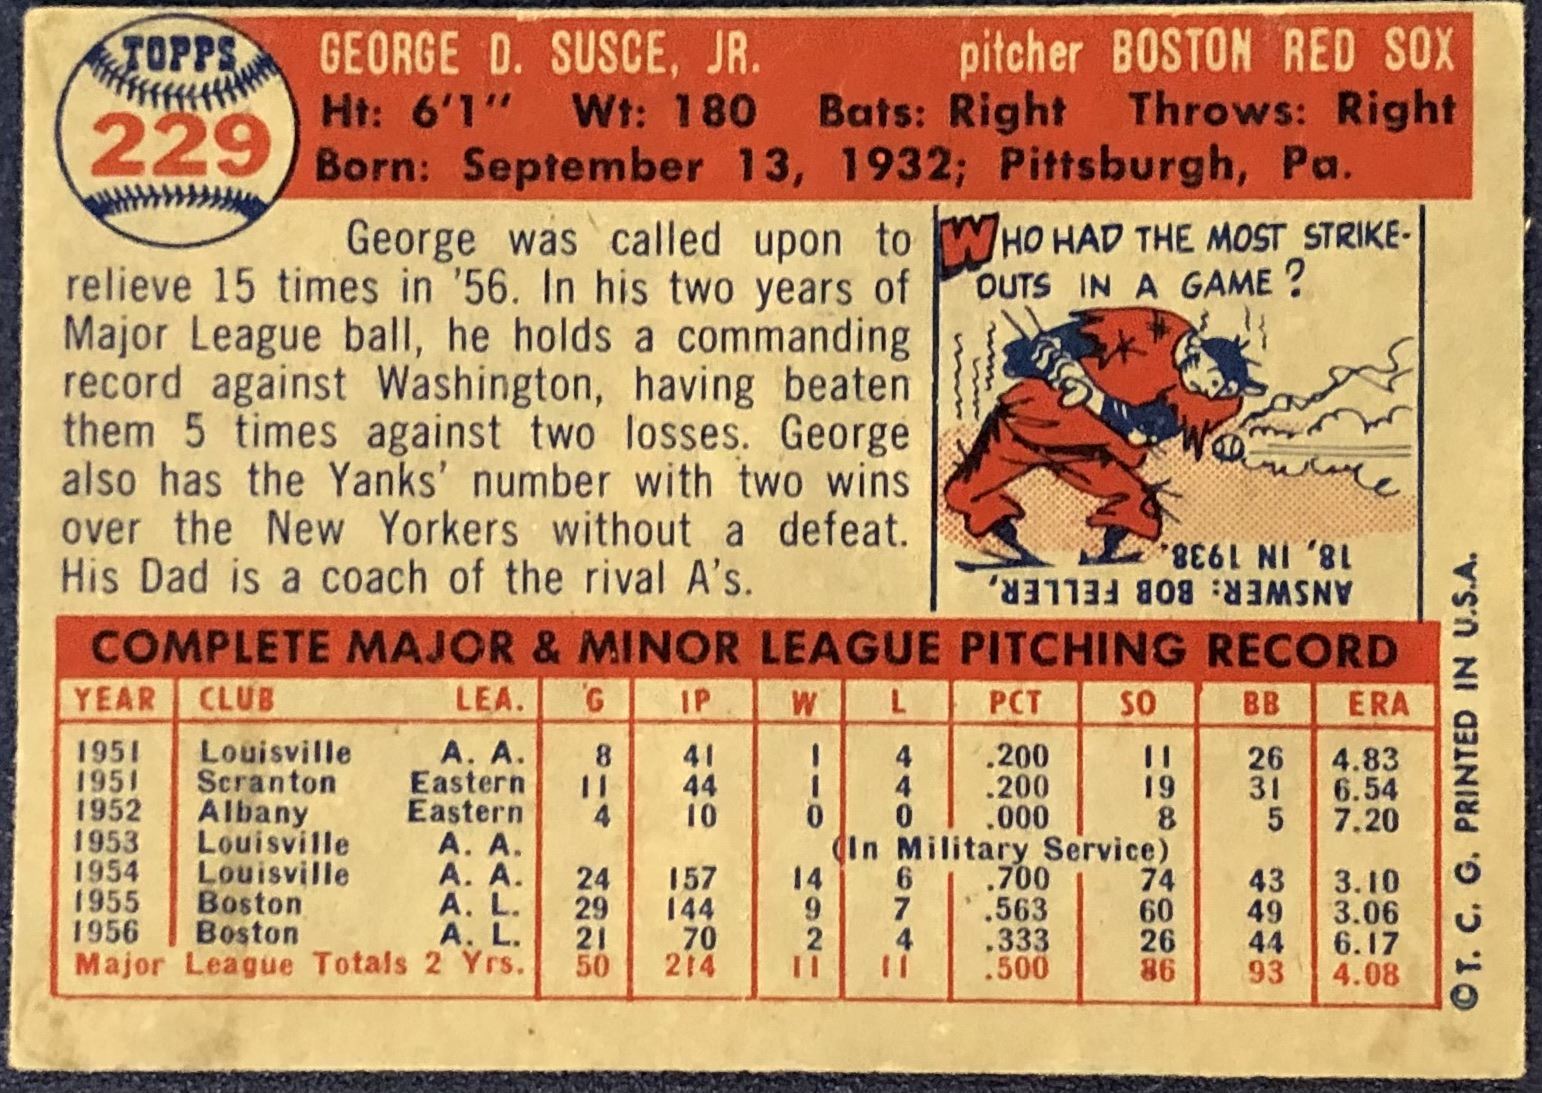 TOPPS
229
GEORGE D. SUSCE, JR. pitcher BOSTON RED SOX
Ht: 6'1" Wt: 180 Bats: Right Throws: Right
Born: September 13, 1932; Pittsburgh, Pa.
George was called upon to
relieve 15 times in '56. In his two years of
Major League ball, he holds a commanding
record against Washington, having beaten
them 5 times against two losses. George
also has the Yanks' number with two wins
over the New Yorkers without a defeat.
His Dad is a coach of the rival A's.
WHO HAD THE MOST STRIKE-
OUTS IN A GAME?
ANSWER: BOB FELLER,
18, IN 1938.
COMPLETE MAJOR & MINOR LEAGUE PITCHING RECORD
YEAR CLUB LEA. G IP W L PCT SO BB ERA
1951 Louisville A. A. 8 41 1 4 .200 11 26 4.83
1951 Scranton Eastern 11 44 1 4 .200 19 31 6.54
1952 Albany Eastern 4 10 0 0 .000 8 5 7.20
1953 Louisville A. A. (In Military Service)
1954 Louisville A. A. 24 157 14 6 .700 74 43 3.10
1955 Boston A. L. 29 144 9 7 .563 60 49 3.06
1956 Boston A. L. 21 70 2 4 .333 26 44 6.17
Major League Totals 2 Yrs. 50 214 11 11 .500 86 93 4.08
© T. C. G. PRINTED IN U.S.A.